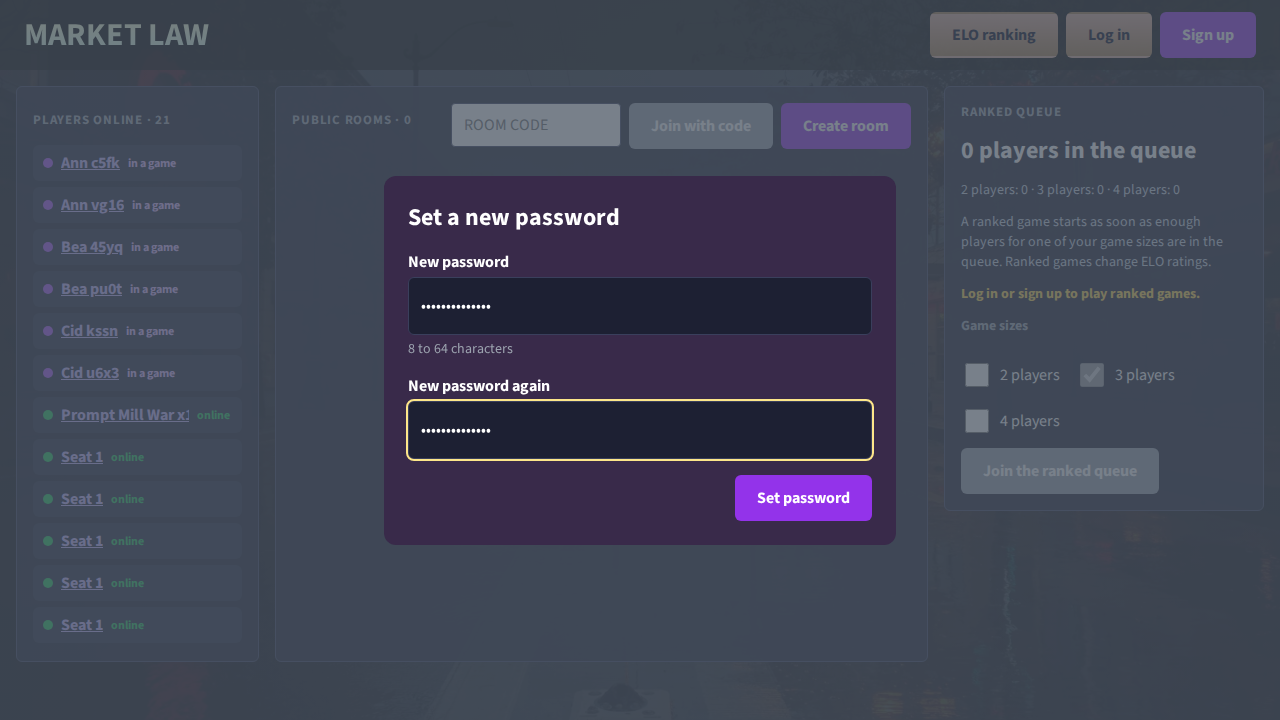 MARKET LAW
ELO ranking
Log in
Sign up
PLAYERS ONLINE · 21
Ann c5fk in a game
Ann vg16 in a game
Bea 45yq in a game
Bea pu0t in a game
Cid kssn in a game
Cid u6x3 in a game
Prompt Mill War x1 online
Seat 1 online
Seat 1 online
Seat 1 online
Seat 1 online
Seat 1 online
PUBLIC ROOMS · 0
ROOM CODE
Join with code
Create room
Set a new password
New password
••••••••••••••
8 to 64 characters
New password again
••••••••••••••
Set password
RANKED QUEUE
0 players in the queue
2 players: 0 · 3 players: 0 · 4 players: 0
A ranked game starts as soon as enough
players for one of your game sizes are in the
queue. Ranked games change ELO ratings.
Log in or sign up to play ranked games.
Game sizes
2 players
3 players
4 players
Join the ranked queue